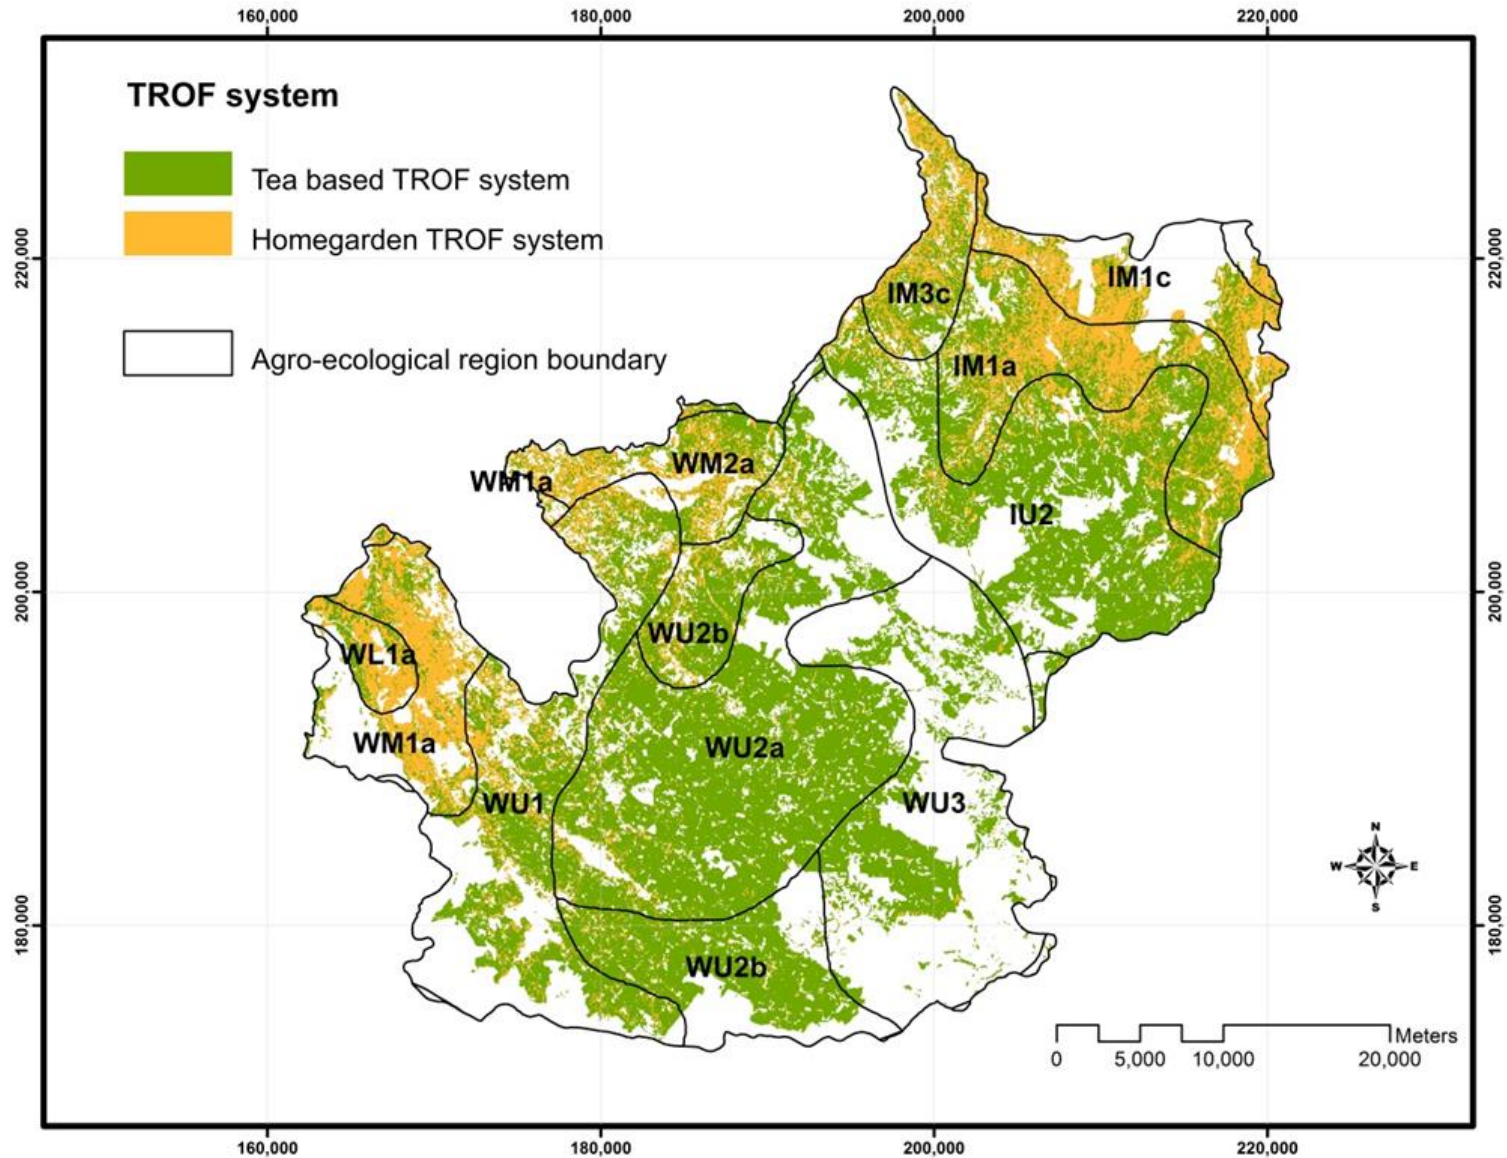 160,000
180,000
200,000
220,000
TROF system
Tea based TROF system
Homegarden TROF system
Agro-ecological region boundary
220,000
220,000
IM1c
IM3c
IM1a
WM2a
WM1a
IU2
200,000
200,000
WU2b
WL1a
WM1a
WU2a
WU1
WU3
N
W
E
S
180,000
180,000
WU2b
Meters
0
5,000
10,000
20,000
160,000
180,000
200,000
220,000